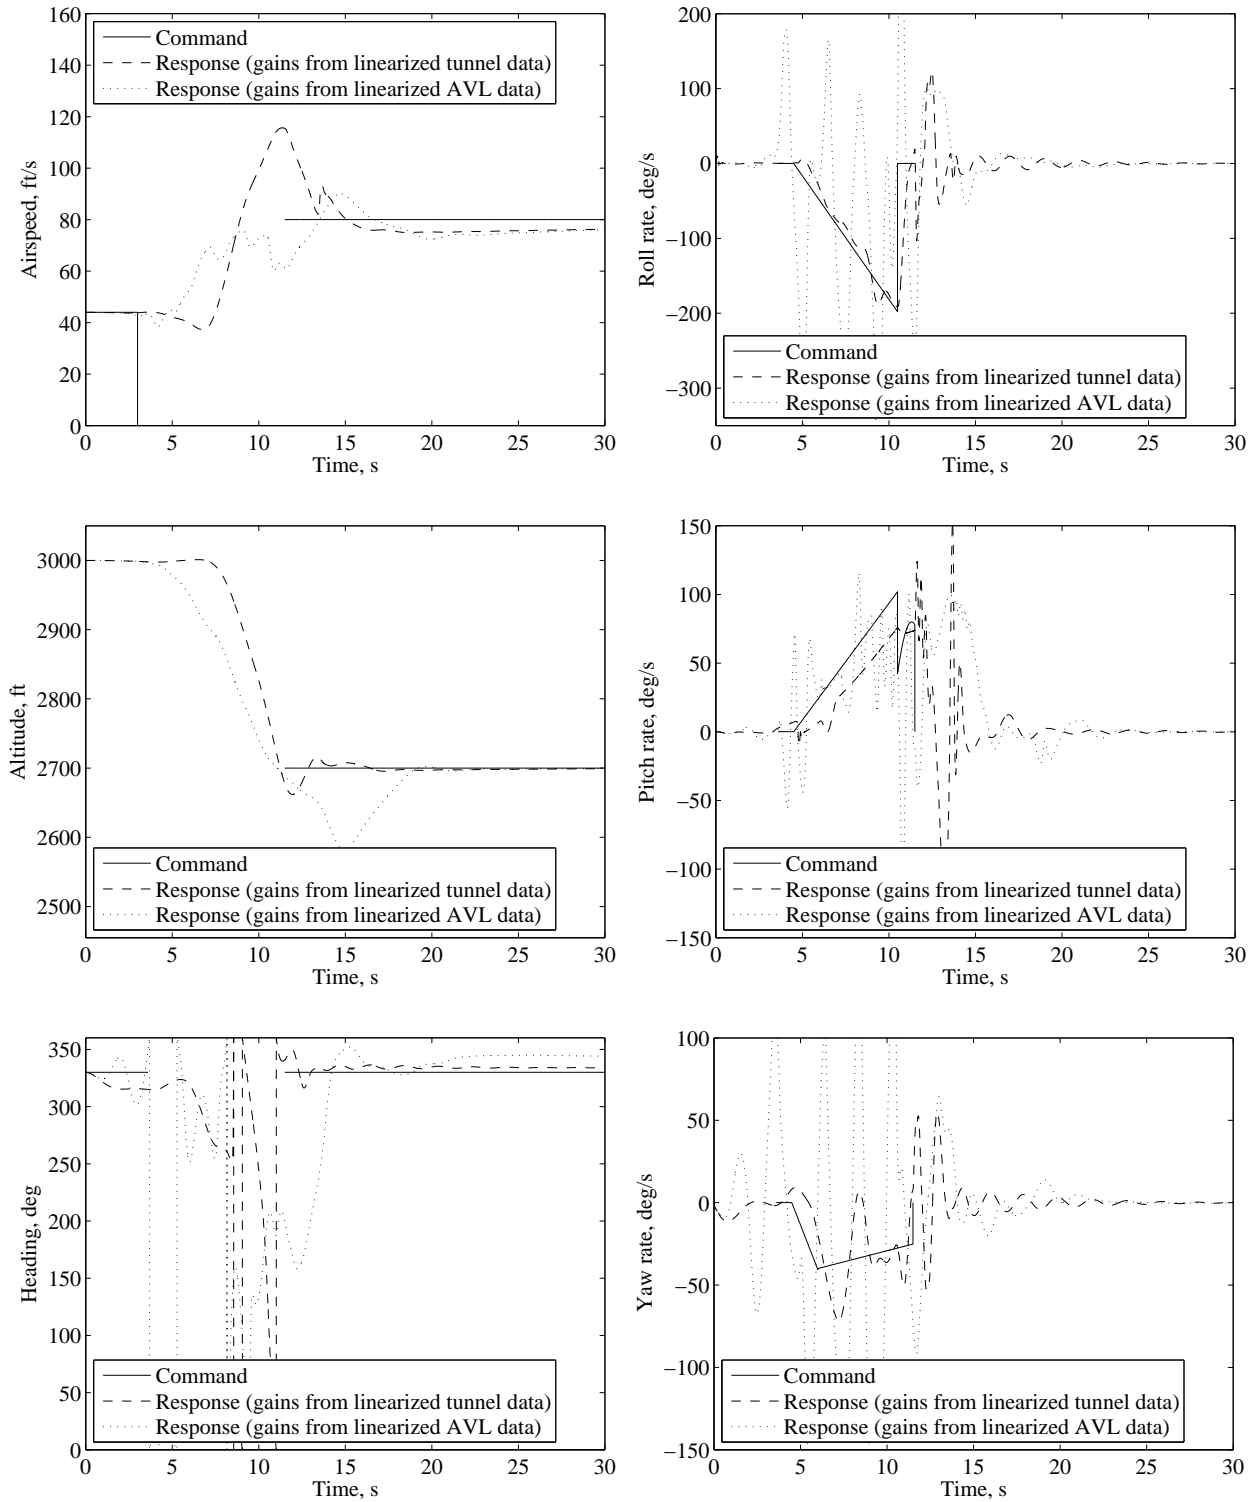 160
140
120
100
80
60
40
20
0
Airspeed, ft/s
Command
Response (gains from linearized tunnel data)
Response (gains from linearized AVL data)
0 5 10 15 20 25 30
Time, s
200
100
0
−100
−200
−300
Roll rate, deg/s
Command
Response (gains from linearized tunnel data)
Response (gains from linearized AVL data)
0 5 10 15 20 25 30
Time, s
3000
2900
2800
2700
2600
2500
Altitude, ft
Command
Response (gains from linearized tunnel data)
Response (gains from linearized AVL data)
0 5 10 15 20 25 30
Time, s
150
100
50
0
−50
−100
−150
Pitch rate, deg/s
Command
Response (gains from linearized tunnel data)
Response (gains from linearized AVL data)
0 5 10 15 20 25 30
Time, s
350
300
250
200
150
100
50
0
Heading, deg
Command
Response (gains from linearized tunnel data)
Response (gains from linearized AVL data)
0 5 10 15 20 25 30
Time, s
100
50
0
−50
−100
−150
Yaw rate, deg/s
Command
Response (gains from linearized tunnel data)
Response (gains from linearized AVL data)
0 5 10 15 20 25 30
Time, s